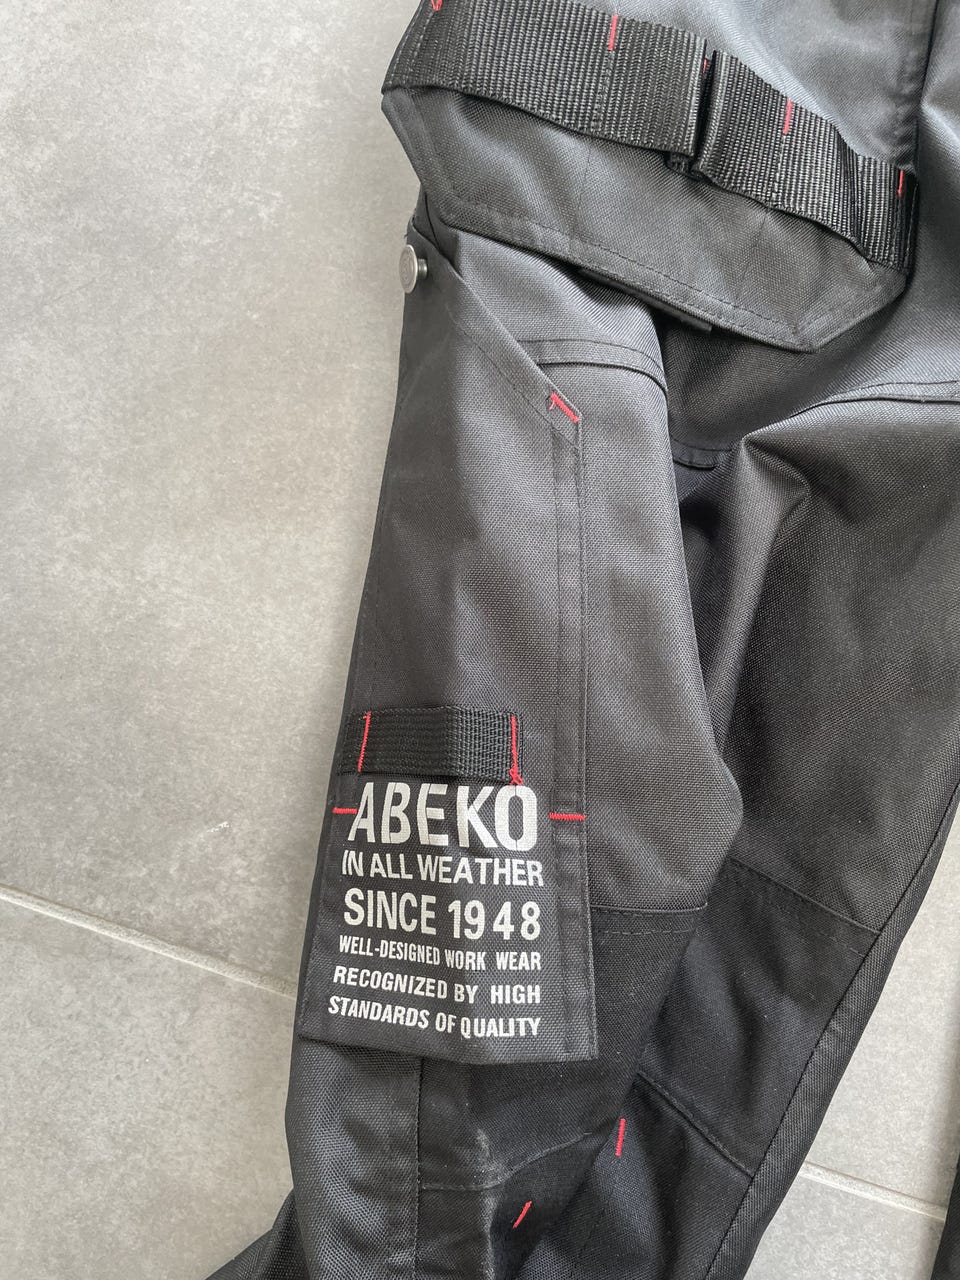 ABEKO
IN ALL WEATHER
SINCE 1948
WELL-DESIGNED WORK WEAR
RECOGNIZED BY HIGH
STANDARDS OF QUALITY